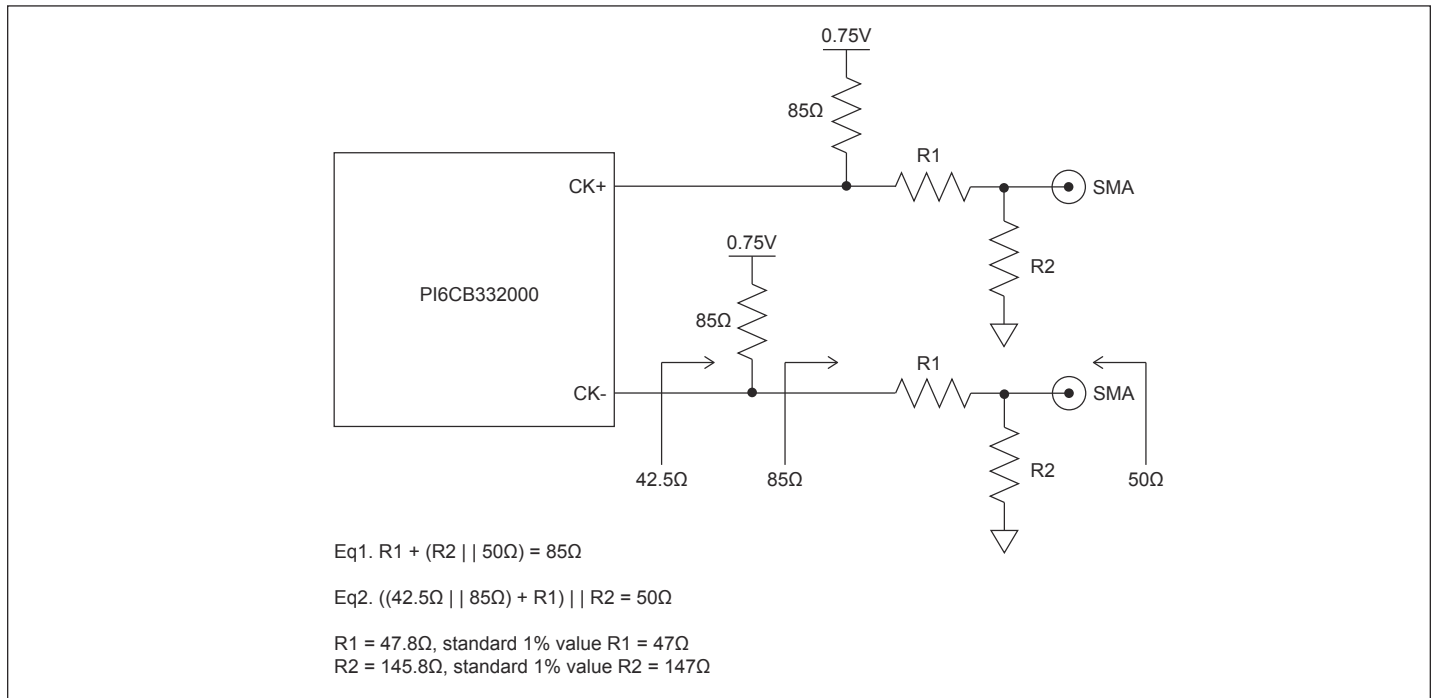 0.75V
85Ω
R1
CK+
SMA
R2
0.75V
PI6CB332000
85Ω
R1
CK-
SMA
R2
42.5Ω
85Ω
50Ω
Eq1. R1 + (R2 | | 50Ω) = 85Ω
Eq2. ((42.5Ω | | 85Ω) + R1) | | R2 = 50Ω
R1 = 47.8Ω, standard 1% value R1 = 47Ω
R2 = 145.8Ω, standard 1% value R2 = 147Ω